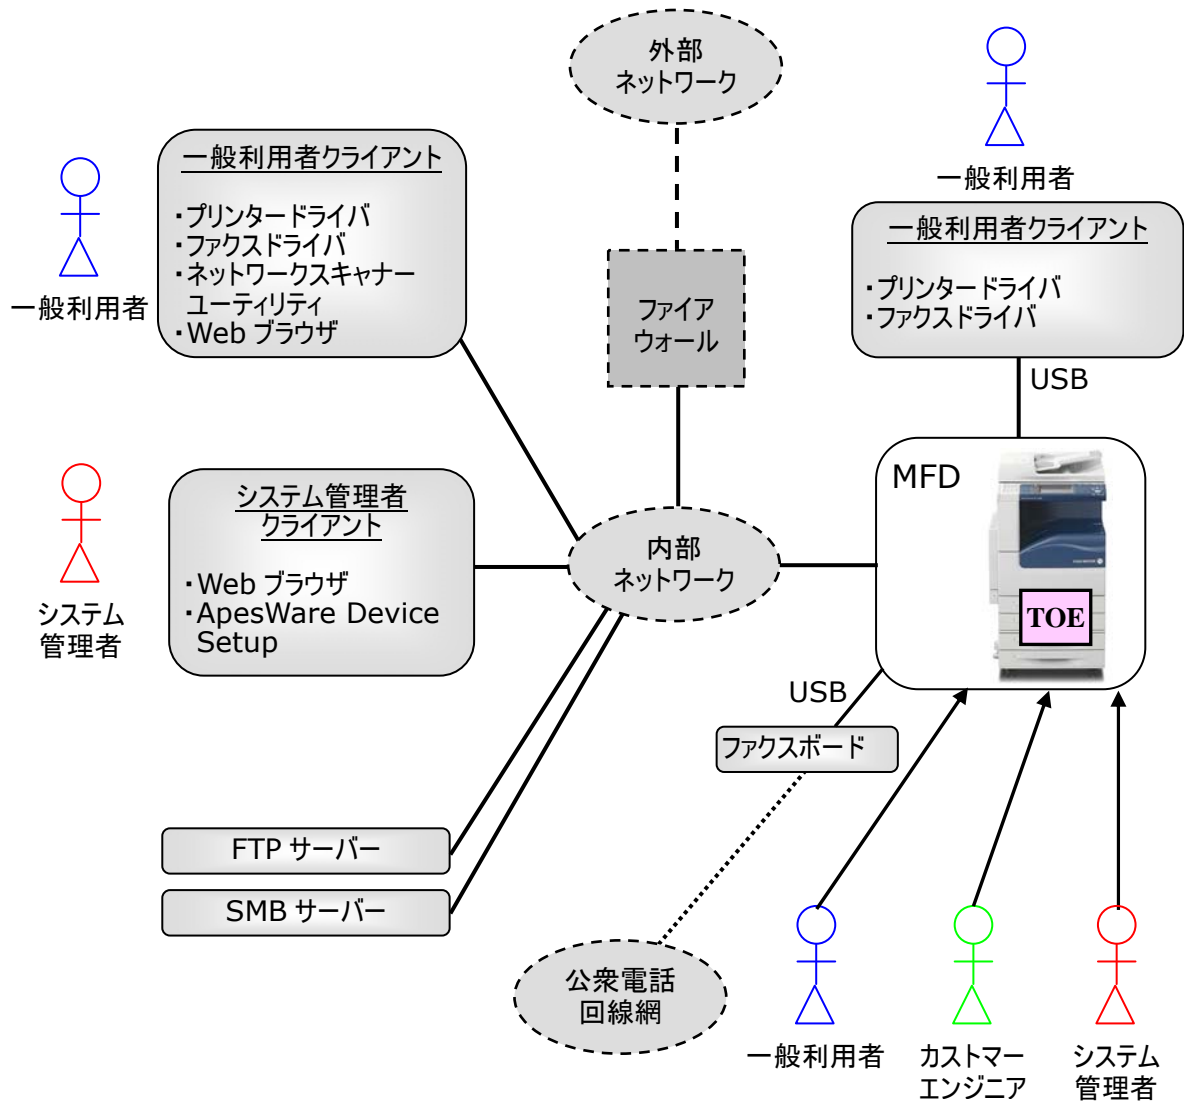 外部
ネットワーク
一般利用者
一般利用者クライアント
・プリンタードライバ
・ファクスドライバ
・ネットワークスキャナー
ユーティリティ
・Web ブラウザ
一般利用者
一般利用者クライアント
・プリンタードライバ
・ファクスドライバ
ファイア
ウォール
USB
MFD
TOE
システム管理者
クライアント
・Web ブラウザ
・ApesWare Device
Setup
システム
管理者
内部
ネットワーク
USB
ファクスボード
FTP サーバー
SMB サーバー
公衆電話
回線網
一般利用者
カストマー
エンジニア
システム
管理者